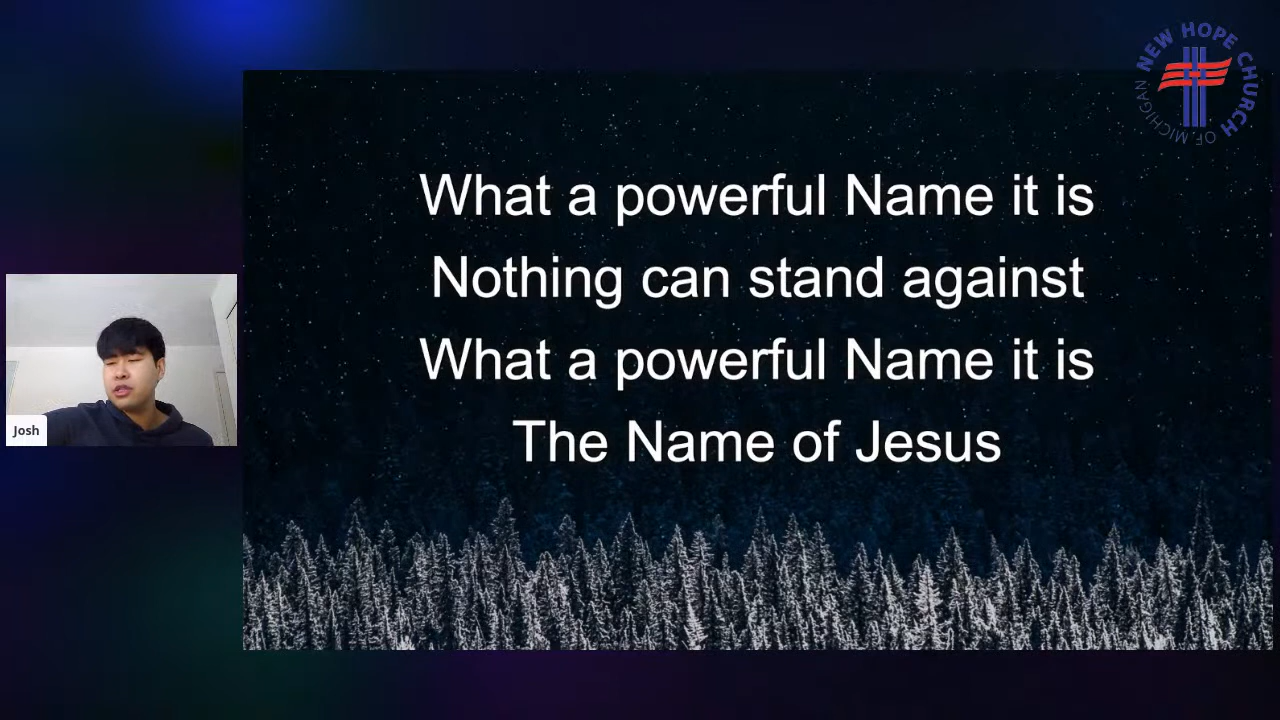 NEW HOPE CHURCH
OF MICHIGAN
What a powerful Name it is
Nothing can stand against
What a powerful Name it is
The Name of Jesus
Josh